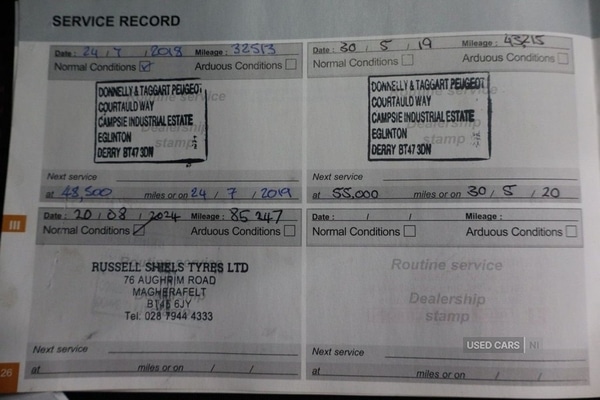 SERVICE RECORD
Date: 24 / 7 / 2018 Mileage: 32513
Normal Conditions Arduous Conditions
DONNELLY & TAGGART PEUGEOT
COURTAULD WAY
CAMPSIE INDUSTRIAL ESTATE
EGLINTON
DERRY BT47 3DN
Next service
at 48,500 miles or on 24 / 7 / 2019
Date: 30 / 5 / 19 Mileage: 43215
Normal Conditions Arduous Conditions
DONNELLY & TAGGART PEUGEOT
COURTAULD WAY
CAMPSIE INDUSTRIAL ESTATE
EGLINTON
DERRY BT47 3DN
Next service
at 55,000 miles or on 30 / 5 / 20
Date: 20 / 08 / 2024 Mileage: 85247
Normal Conditions Arduous Conditions
RUSSELL SHIELS TYRES LTD
76 AUGHRIM ROAD
MAGHERAFELT
BT45 6JY
Tel: 028 7944 4333
Next service
at miles or on / /
Date: / / Mileage:
Normal Conditions Arduous Conditions
Routine service
Dealership
stamp
Next service
at miles or on / /
III
26
USED CARS NI